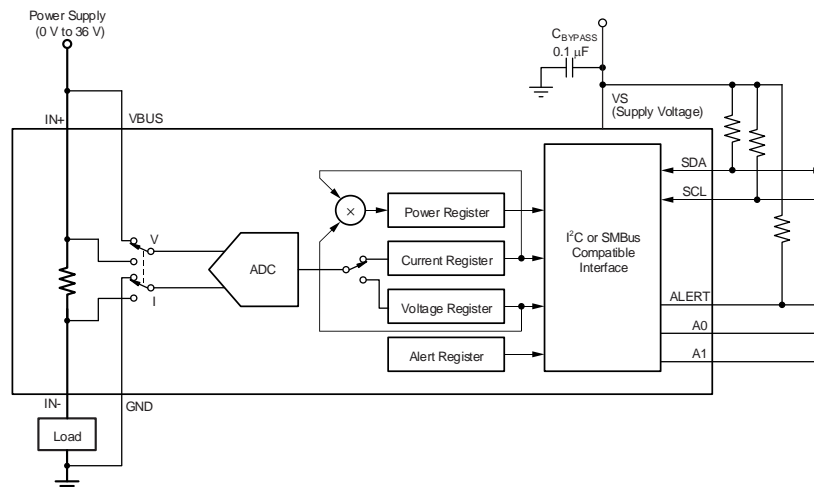 Power Supply
(0 V to 36 V)
C_BYPASS
0.1 µF
VS
(Supply Voltage)
IN+
VBUS
SDA
SCL
V
I
ADC
×
Power Register
Current Register
Voltage Register
Alert Register
I²C or SMBus
Compatible
Interface
ALERT
A0
A1
IN-
GND
Load